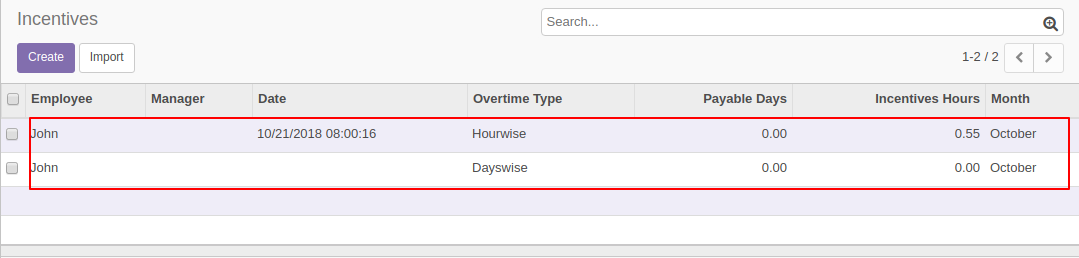 Incentives
Search...
Create Import 1-2 / 2
Employee Manager Date Overtime Type Payable Days Incentives Hours Month
John 10/21/2018 08:00:16 Hourwise 0.00 0.55 October
John Dayswise 0.00 0.00 October